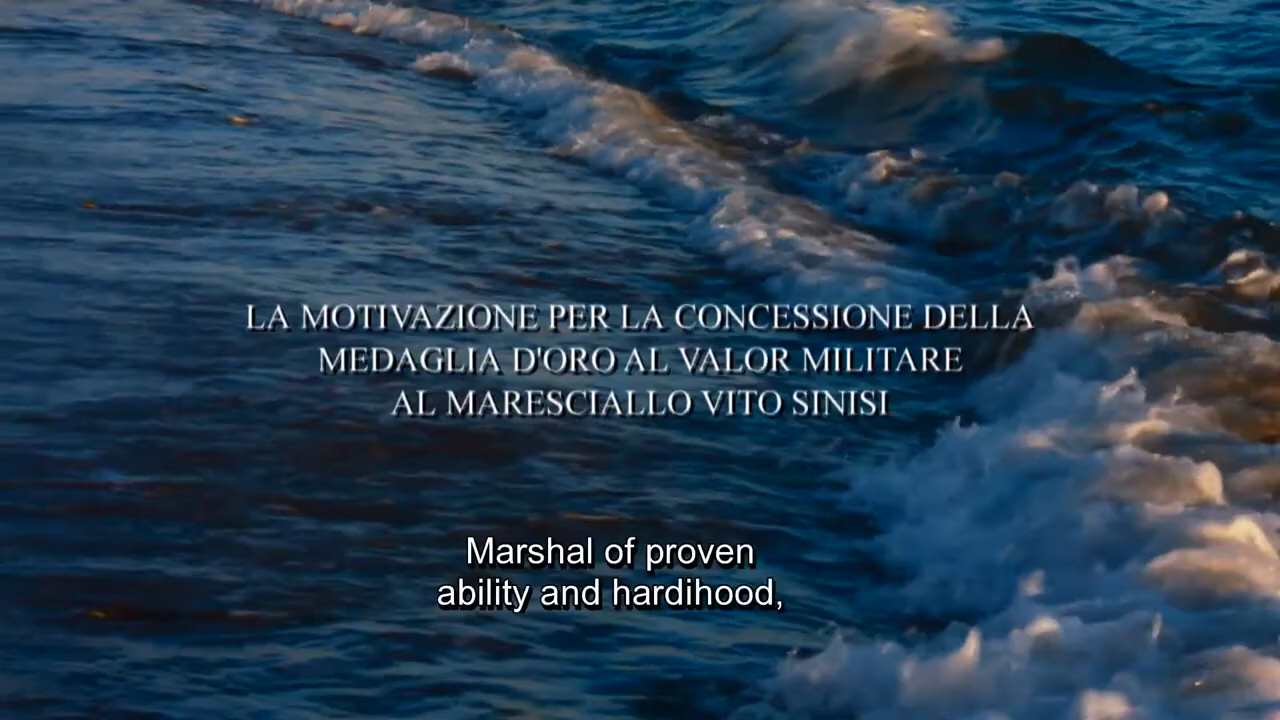 LA MOTIVAZIONE PER LA CONCESSIONE DELLA
MEDAGLIA D'ORO AL VALOR MILITARE
AL MARESCIALLO VITO SINISI
Marshal of proven
ability and hardihood,